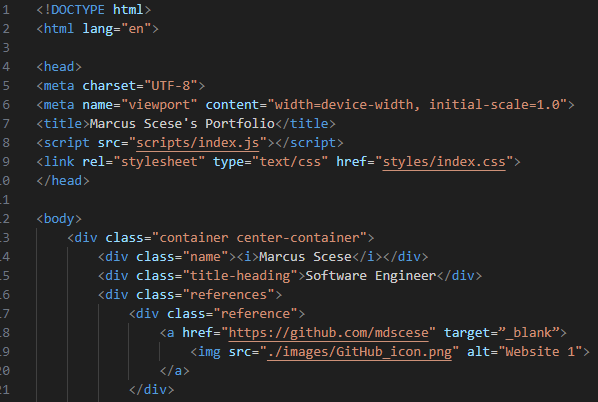 1 <!DOCTYPE html>
2 <html lang="en">
3
4 <head>
5 <meta charset="UTF-8">
6 <meta name="viewport" content="width=device-width, initial-scale=1.0">
7 <title>Marcus Scese's Portfolio</title>
8 <script src="scripts/index.js"></script>
9 <link rel="stylesheet" type="text/css" href="styles/index.css">
10 </head>
11
12 <body>
13 <div class="container center-container">
14 <div class="name"><i>Marcus Scese</i></div>
15 <div class="title-heading">Software Engineer</div>
16 <div class="references">
17 <div class="reference">
18 <a href="https://github.com/mdscese" target=”_blank”>
19 <img src="./images/GitHub_icon.png" alt="Website 1">
20 </a>
21 </div>